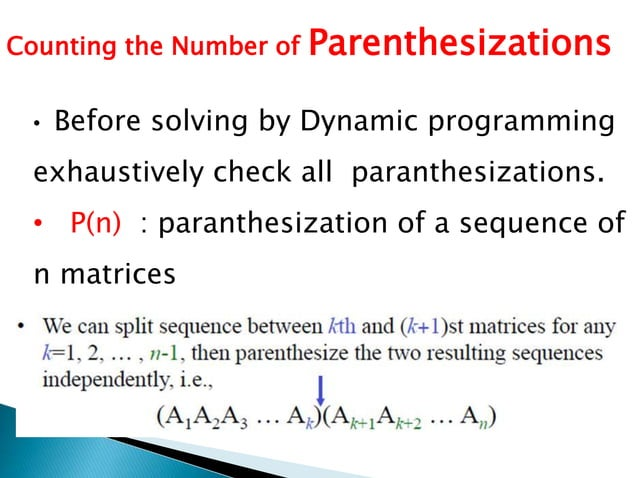 Counting the Number of Parenthesizations
• Before solving by Dynamic programming
exhaustively check all paranthesizations.
• P(n) : paranthesization of a sequence of
n matrices
• We can split sequence between kth and (k+1)st matrices for any
k=1, 2, … , n-1, then parenthesize the two resulting sequences
independently, i.e.,
(A₁A₂A₃ … Aₖ)(Aₖ₊₁Aₖ₊₂ … Aₙ)